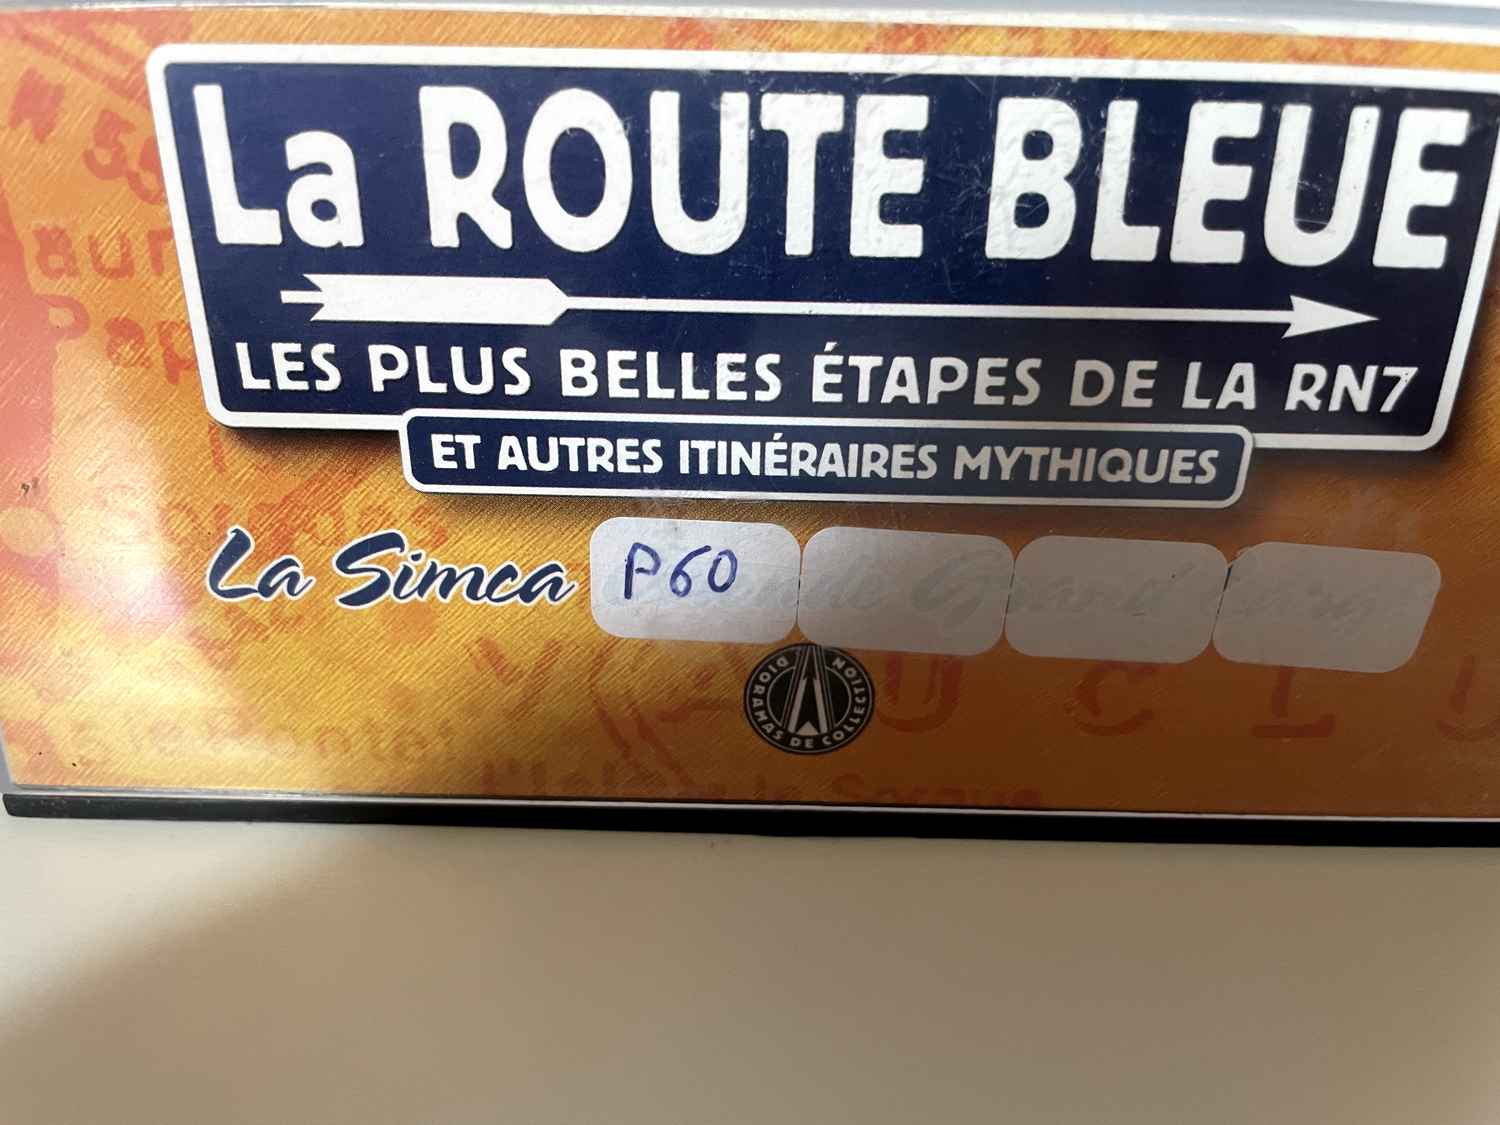 La ROUTE BLEUE
LES PLUS BELLES ÉTAPES DE LA RN7
ET AUTRES ITINÉRAIRES MYTHIQUES
La Simca P60
DIORAMAS DE COLLECTION